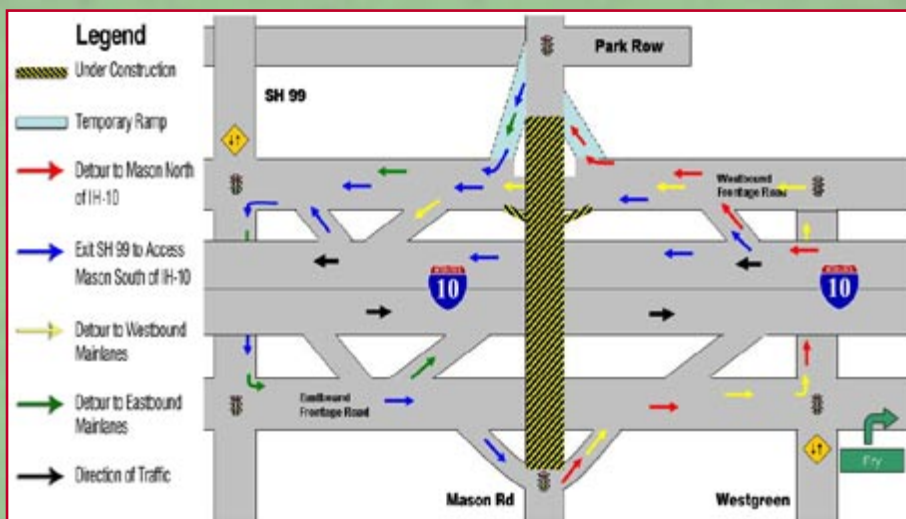 Legend
Under Construction
Temporary Ramp
Detour to Mason North
of IH-10
Exit SH 99 to Access
Mason South of IH-10
Detour to Westbound
Mainlanes
Detour to Eastbound
Mainlanes
Direction of Traffic
SH 99
Park Row
Westbound
Frontage Road
10
10
Eastbound
Frontage Road
Mason Rd
Westgreen
Fry